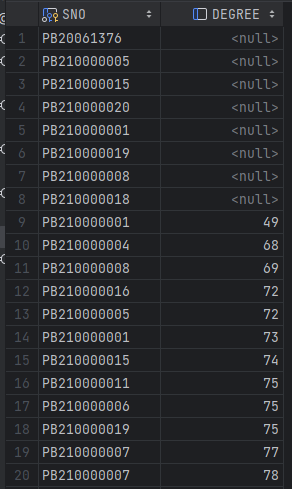 SNO DEGREE
1 PB20061376 <null>
2 PB210000005 <null>
3 PB210000015 <null>
4 PB210000020 <null>
5 PB210000001 <null>
6 PB210000019 <null>
7 PB210000008 <null>
8 PB210000018 <null>
9 PB210000001 49
10 PB210000004 68
11 PB210000008 69
12 PB210000016 72
13 PB210000005 72
14 PB210000001 73
15 PB210000015 74
16 PB210000011 75
17 PB210000006 75
18 PB210000019 75
19 PB210000007 77
20 PB210000007 78